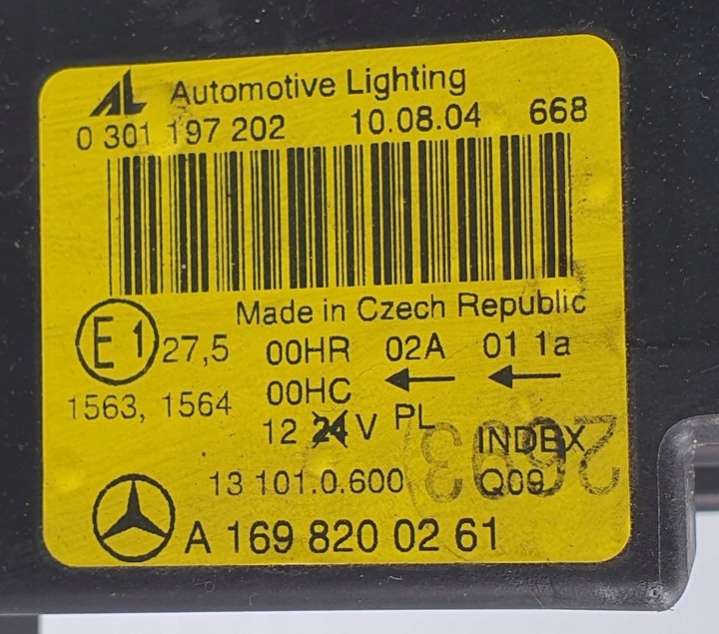 AL Automotive Lighting
0 301 197 202 10.08.04 668
Made in Czech Republic
E1 27,5 00HR 02A 01 1a
00HC ← ←
1563, 1564
12 24 V PL
INDEX
13 101.0.600 Q09
A 169 820 02 61